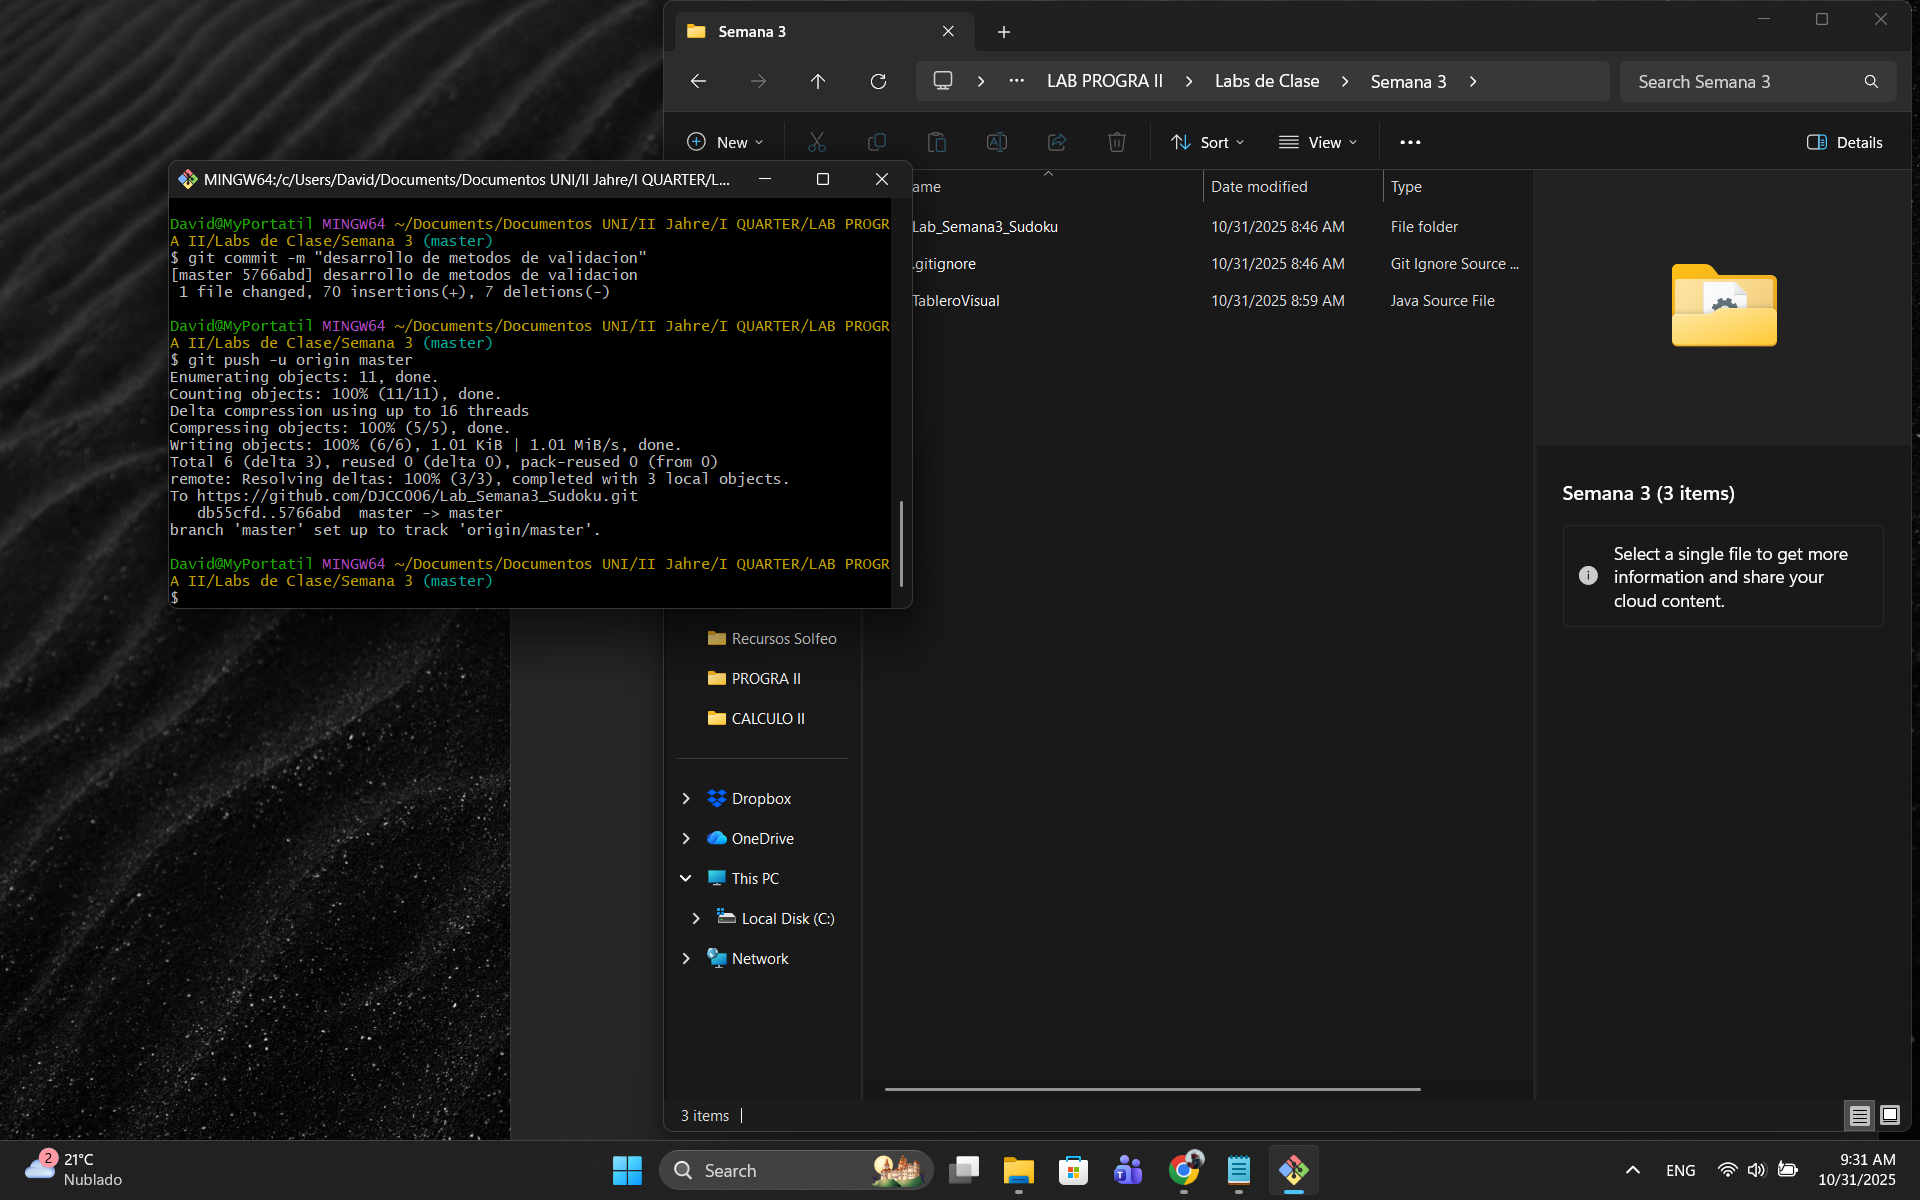 Semana 3
LAB PROGRA II
Labs de Clase
Semana 3
Search Semana 3
New
Sort
View
Details
MINGW64:/c/Users/David/Documents/Documentos UNI/II Jahre/I QUARTER/L...
David@MyPortatil MINGW64 ~/Documents/Documentos UNI/II Jahre/I QUARTER/LAB PROGR
A II/Labs de Clase/Semana 3 (master)
$ git commit -m "desarrollo de metodos de validacion"
[master 5766abd] desarrollo de metodos de validacion
1 file changed, 70 insertions(+), 7 deletions(-)
David@MyPortatil MINGW64 ~/Documents/Documentos UNI/II Jahre/I QUARTER/LAB PROGR
A II/Labs de Clase/Semana 3 (master)
$ git push -u origin master
Enumerating objects: 11, done.
Counting objects: 100% (11/11), done.
Delta compression using up to 16 threads
Compressing objects: 100% (5/5), done.
Writing objects: 100% (6/6), 1.01 KiB | 1.01 MiB/s, done.
Total 6 (delta 3), reused 0 (delta 0), pack-reused 0 (from 0)
remote: Resolving deltas: 100% (3/3), completed with 3 local objects.
To https://github.com/DJCC006/Lab_Semana3_Sudoku.git
db55cfd..5766abd  master -> master
branch 'master' set up to track 'origin/master'.
David@MyPortatil MINGW64 ~/Documents/Documentos UNI/II Jahre/I QUARTER/LAB PROGR
A II/Labs de Clase/Semana 3 (master)
$
ame
Date modified
Type
Lab_Semana3_Sudoku
10/31/2025 8:46 AM
File folder
.gitignore
10/31/2025 8:46 AM
Git Ignore Source ...
TableroVisual
10/31/2025 8:59 AM
Java Source File
Semana 3 (3 items)
Select a single file to get more
information and share your
cloud content.
Recursos Solfeo
PROGRA II
CALCULO II
Dropbox
OneDrive
This PC
Local Disk (C:)
Network
3 items
2
21°C
Nublado
Search
ENG
9:31 AM
10/31/2025